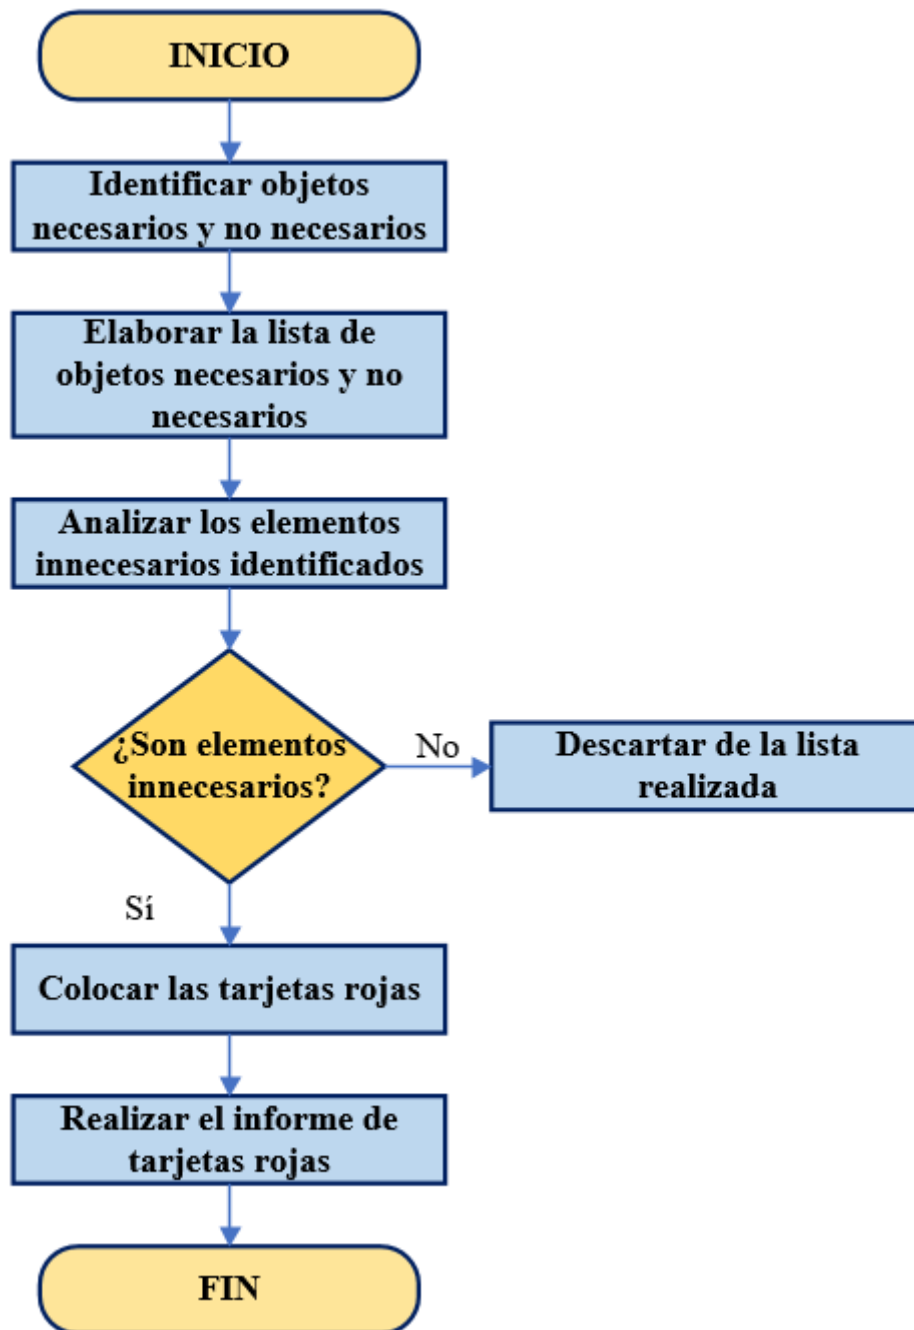 INICIO
Identificar objetos
necesarios y no necesarios
Elaborar la lista de
objetos necesarios y no
necesarios
Analizar los elementos
innecesarios identificados
¿Son elementos
innecesarios?
No
Descartar de la lista
realizada
Sí
Colocar las tarjetas rojas
Realizar el informe de
tarjetas rojas
FIN